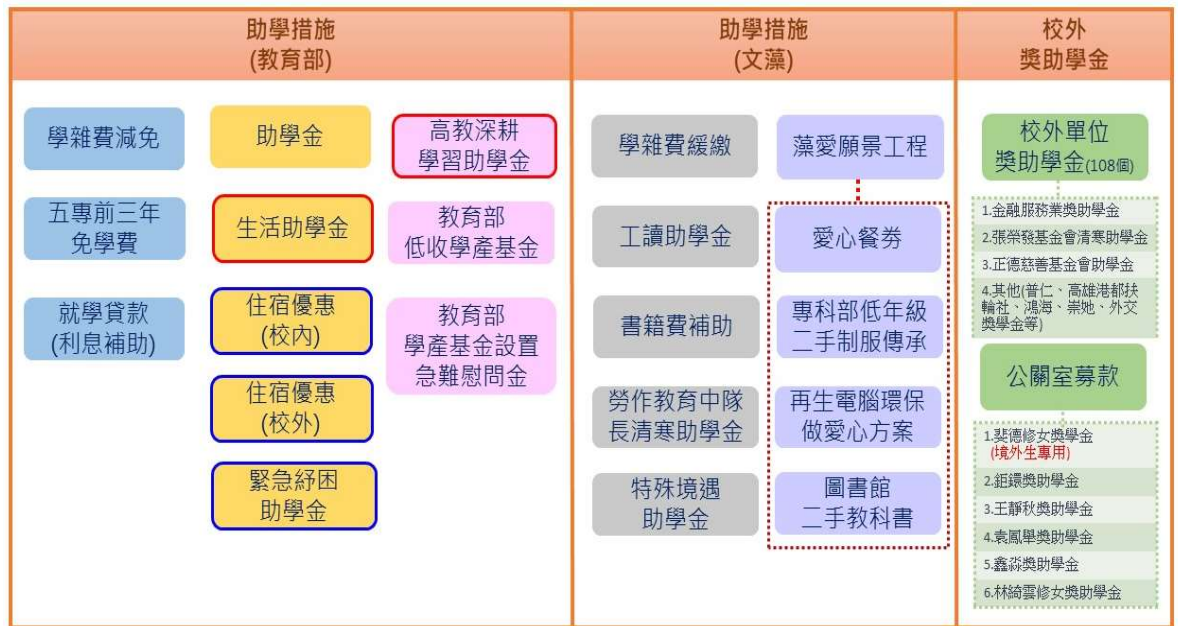 助學措施
(教育部)
學雜費減免
五專前三年
免學費
就學貸款
(利息補助)
助學金
生活助學金
住宿優惠
(校內)
住宿優惠
(校外)
緊急紓困
助學金
高教深耕
學習助學金
教育部
低收學產基金
教育部
學產基金設置
急難慰問金
助學措施
(文藻)
學雜費緩繳
工讀助學金
書籍費補助
勞作教育中隊
長清寒助學金
特殊境遇
助學金
藻愛願景工程
愛心餐券
專科部低年級
二手制服傳承
再生電腦環保
做愛心方案
圖書館
二手教科書
校外
獎助學金
校外單位
獎助學金(108個)
1.金融服務業獎助學金
2.張榮發基金會清寒助學金
3.正德慈善基金會助學金
4.其他(普仁、高雄港都扶
輪社、鴻海、崇她、外交
獎學金等)
公關室募款
1.斐德修女獎學金
(境外生專用)
2.鉅鐶獎助學金
3.王靜秋獎助學金
4.袁鳳舉獎助學金
5.鑫淼獎助學金
6.林綺雲修女獎助學金